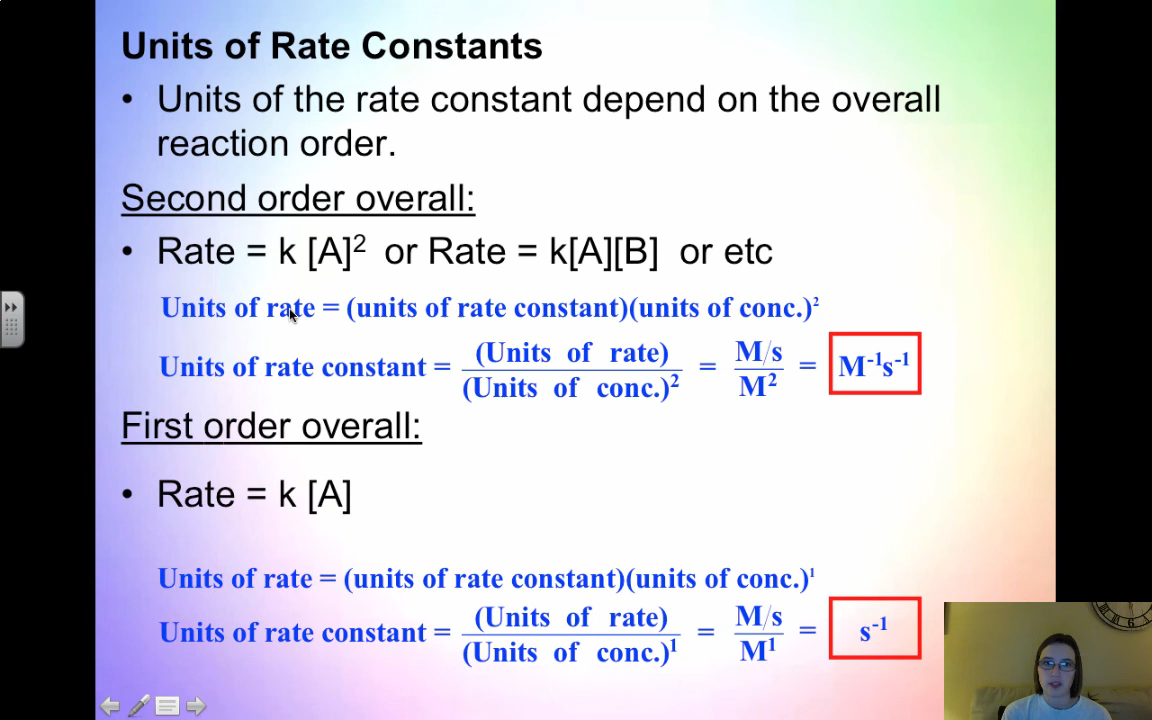 Units of Rate Constants
• Units of the rate constant depend on the overall
reaction order.
Second order overall:
• Rate = k [A]² or Rate = k[A][B] or etc
Units of rate = (units of rate constant)(units of conc.)²
Units of rate constant = (Units of rate) / (Units of conc.)² = M/s / M² = M⁻¹s⁻¹
First order overall:
• Rate = k [A]
Units of rate = (units of rate constant)(units of conc.)¹
Units of rate constant = (Units of rate) / (Units of conc.)¹ = M/s / M¹ = s⁻¹